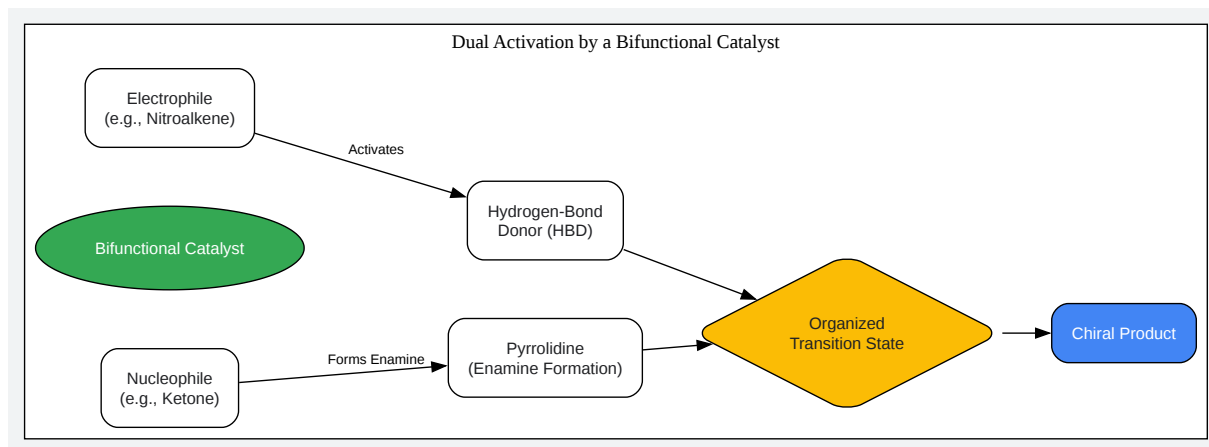 Dual Activation by a Bifunctional Catalyst
Electrophile
(e.g., Nitroalkene)
Activates
Hydrogen-Bond
Donor (HBD)
Bifunctional Catalyst
Organized
Transition State
Chiral Product
Forms Enamine
Pyrrolidine
(Enamine Formation)
Nucleophile
(e.g., Ketone)